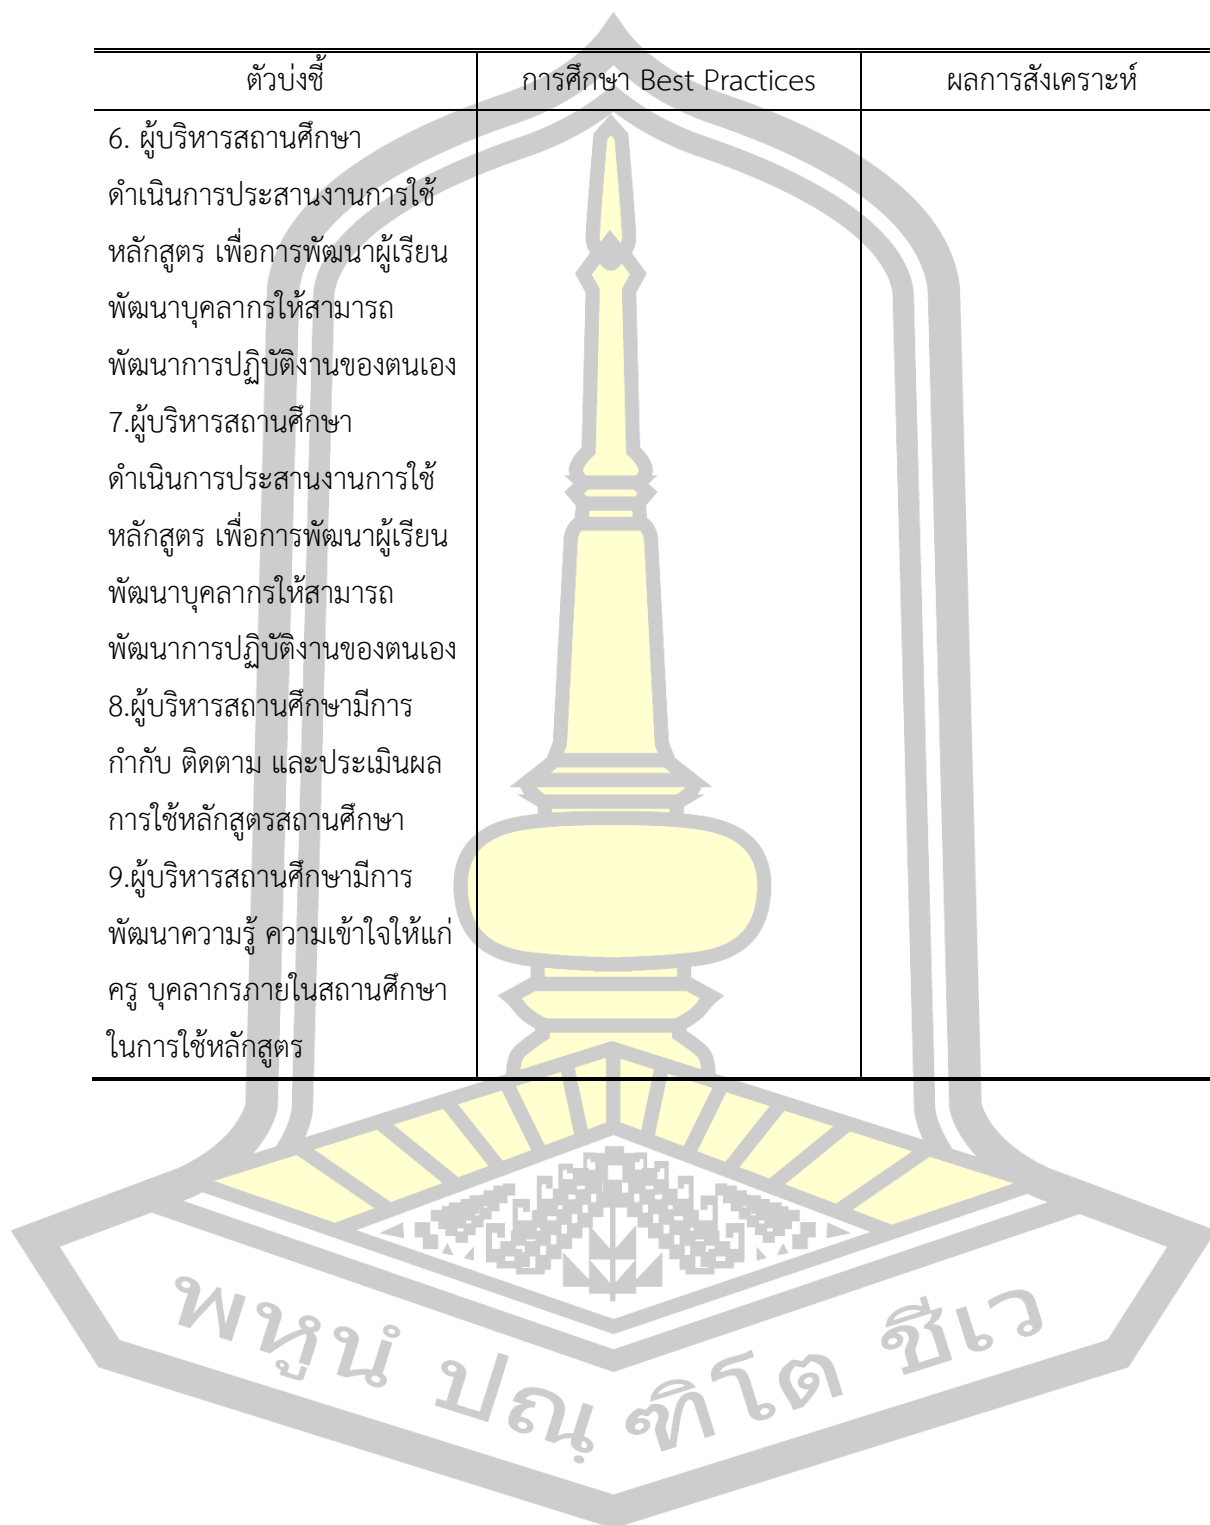 ตัวบ่งชี้ การศึกษา Best Practices ผลการสังเคราะห์
6. ผู้บริหารสถานศึกษา
ดำเนินการประสานงานการใช้
หลักสูตร เพื่อการพัฒนาผู้เรียน
พัฒนาบุคลากรให้สามารถ
พัฒนาการปฏิบัติงานของตนเอง
7.ผู้บริหารสถานศึกษา
ดำเนินการประสานงานการใช้
หลักสูตร เพื่อการพัฒนาผู้เรียน
พัฒนาบุคลากรให้สามารถ
พัฒนาการปฏิบัติงานของตนเอง
8.ผู้บริหารสถานศึกษามีการ
กำกับ ติดตาม และประเมินผล
การใช้หลักสูตรสถานศึกษา
9.ผู้บริหารสถานศึกษามีการ
พัฒนาความรู้ ความเข้าใจให้แก่
ครู บุคลากรภายในสถานศึกษา
ในการใช้หลักสูตร
พหูนํ ปณฺฑิโต ชีเว